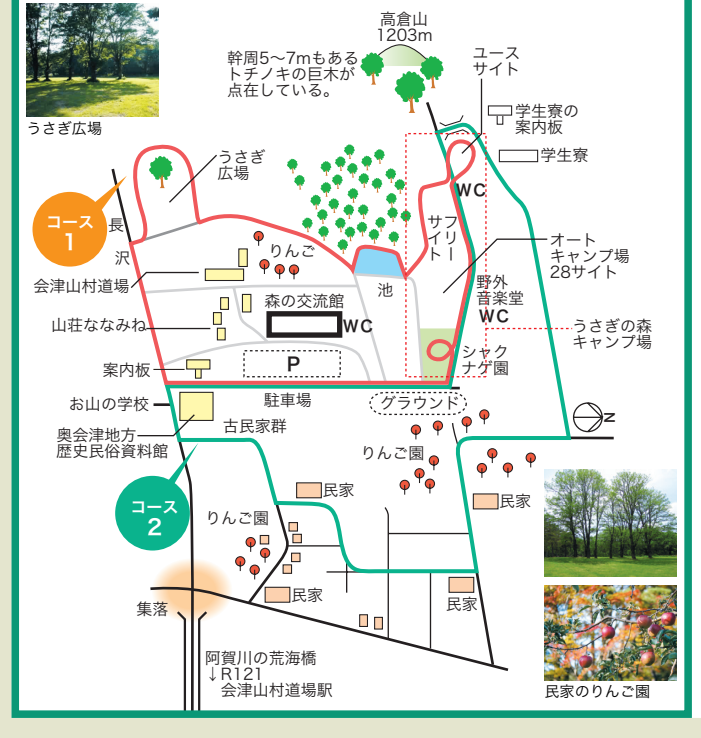 高倉山
1203m
幹周5〜7mもある
トチノキの巨木が
点在している。
ユース
サイト
うさぎ広場
学生寮の
案内板
学生寮
うさぎ
広場
WC
コース
1
長沢
フリー
サイト
りんご
オート
キャンプ場
28サイト
会津山村道場
池
野外
音楽堂
WC
森の交流館
WC
山荘ななみね
うさぎの森
キャンプ場
シャク
ナゲ園
P
案内板
駐車場
グラウンド
お山の学校
古民家群
奥会津地方
歴史民俗資料館
N
りんご園
コース
2
民家
民家
りんご園
民家
民家
集落
阿賀川の荒海橋
↓R121
会津山村道場駅
民家のりんご園